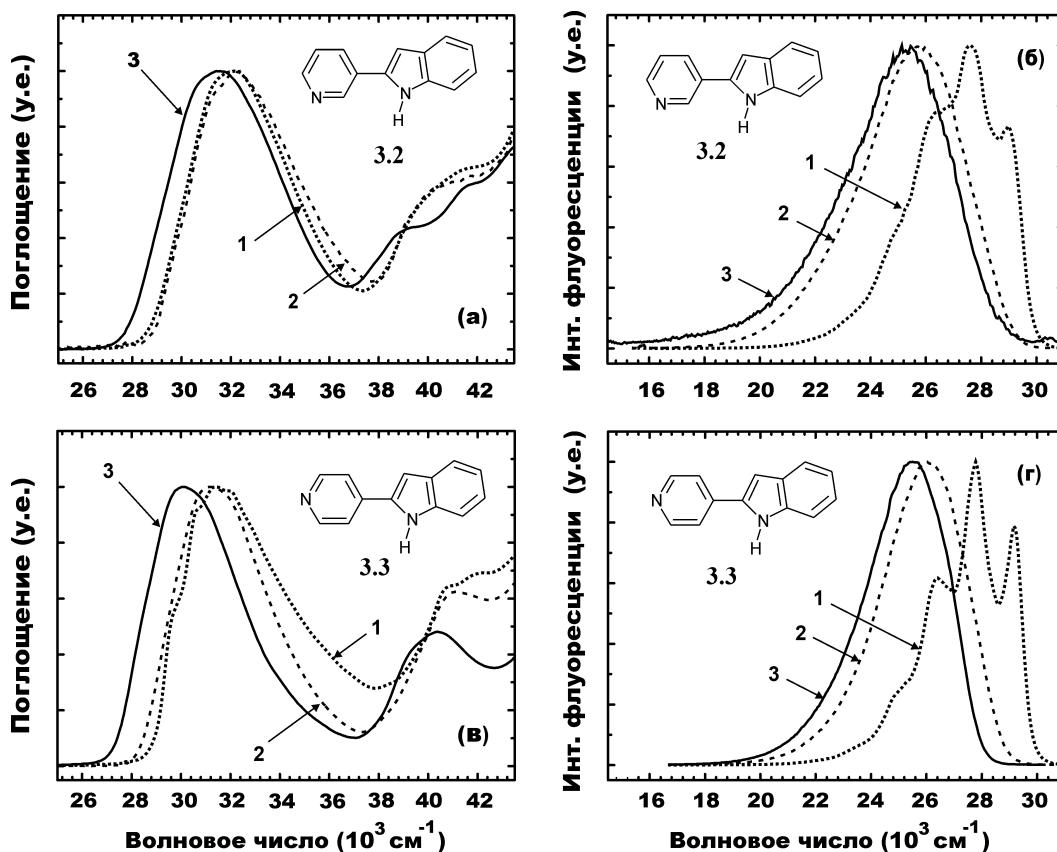 Поглощение (у.е.)
3
N
N
H
3.2
1
2
(а)
26 28 30 32 34 36 38 40 42
Инт. флуоресценции (у.е.)
N
N
H
3.2
(б)
1
2
3
16 18 20 22 24 26 28 30
Поглощение (у.е.)
3
N
N
H
3.3
1
2
(в)
26 28 30 32 34 36 38 40 42
Волновое число (10³ см⁻¹)
Инт. флуоресценции (у.е.)
N
N
H
3.3
(г)
1
2
3
16 18 20 22 24 26 28 30
Волновое число (10³ см⁻¹)